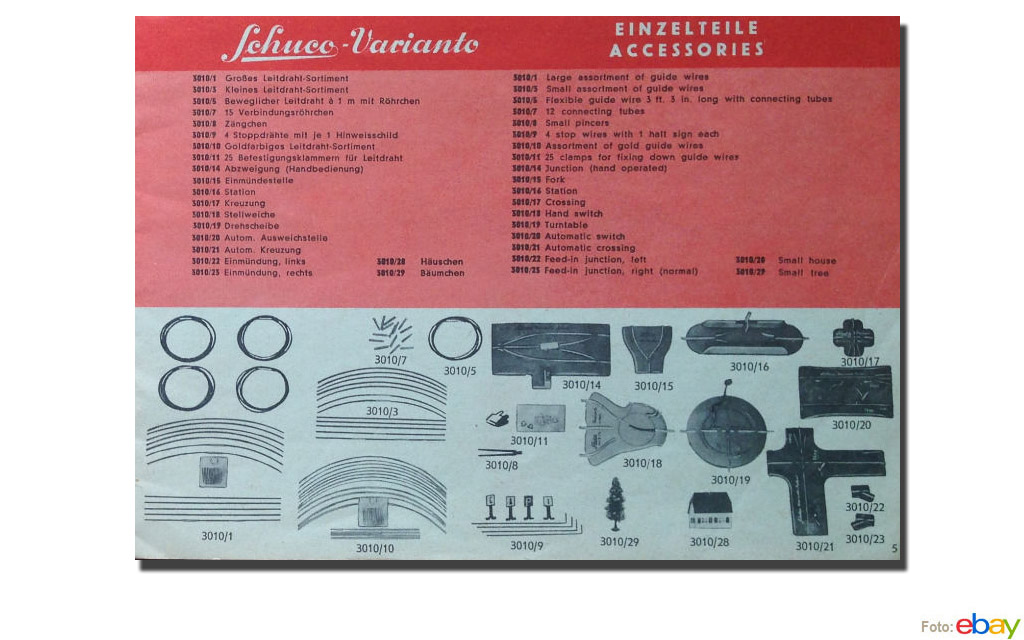 Schuco-Varianto
EINZELTEILE
ACCESSORIES
3010/1 Großes Leitdraht-Sortiment
3010/3 Kleines Leitdraht-Sortiment
3010/5 Beweglicher Leitdraht à 1 m mit Röhrchen
3010/7 15 Verbindungsröhrchen
3010/8 Zängchen
3010/9 4 Stoppdrähte mit je 1 Hinweisschild
3010/10 Goldfarbiges Leitdraht-Sortiment
3010/11 25 Befestigungsklammern für Leitdraht
3010/14 Abzweigung (Handbedienung)
3010/15 Einmündestelle
3010/16 Station
3010/17 Kreuzung
3010/18 Stellweiche
3010/19 Drehscheibe
3010/20 Autom. Ausweichstelle
3010/21 Autom. Kreuzung
3010/22 Einmündung, links
3010/23 Einmündung, rechts
3010/28 Häuschen
3010/29 Bäumchen
3010/1 Large assortment of guide wires
3010/3 Small assortment of guide wires
3010/5 Flexible guide wire 3 ft. 3 in. long with connecting tubes
3010/7 12 connecting tubes
3010/8 Small pincers
3010/9 4 stop wires with 1 halt sign each
3010/10 Assortment of gold guide wires
3010/11 25 clamps for fixing down guide wires
3010/14 Junction (hand operated)
3010/15 Fork
3010/16 Station
3010/17 Crossing
3010/18 Hand switch
3010/19 Turntable
3010/20 Automatic switch
3010/21 Automatic crossing
3010/22 Feed-in junction, left
3010/23 Feed-in junction, right (normal)
3010/28 Small house
3010/29 Small tree
3010/7
3010/5
3010/14
3010/15
3010/16
3010/17
3010/3
3010/11
3010/8
3010/18
3010/19
3010/20
3010/1
3010/10
3010/9
3010/29
3010/28
3010/21
3010/22
3010/23
5
Foto: ebay